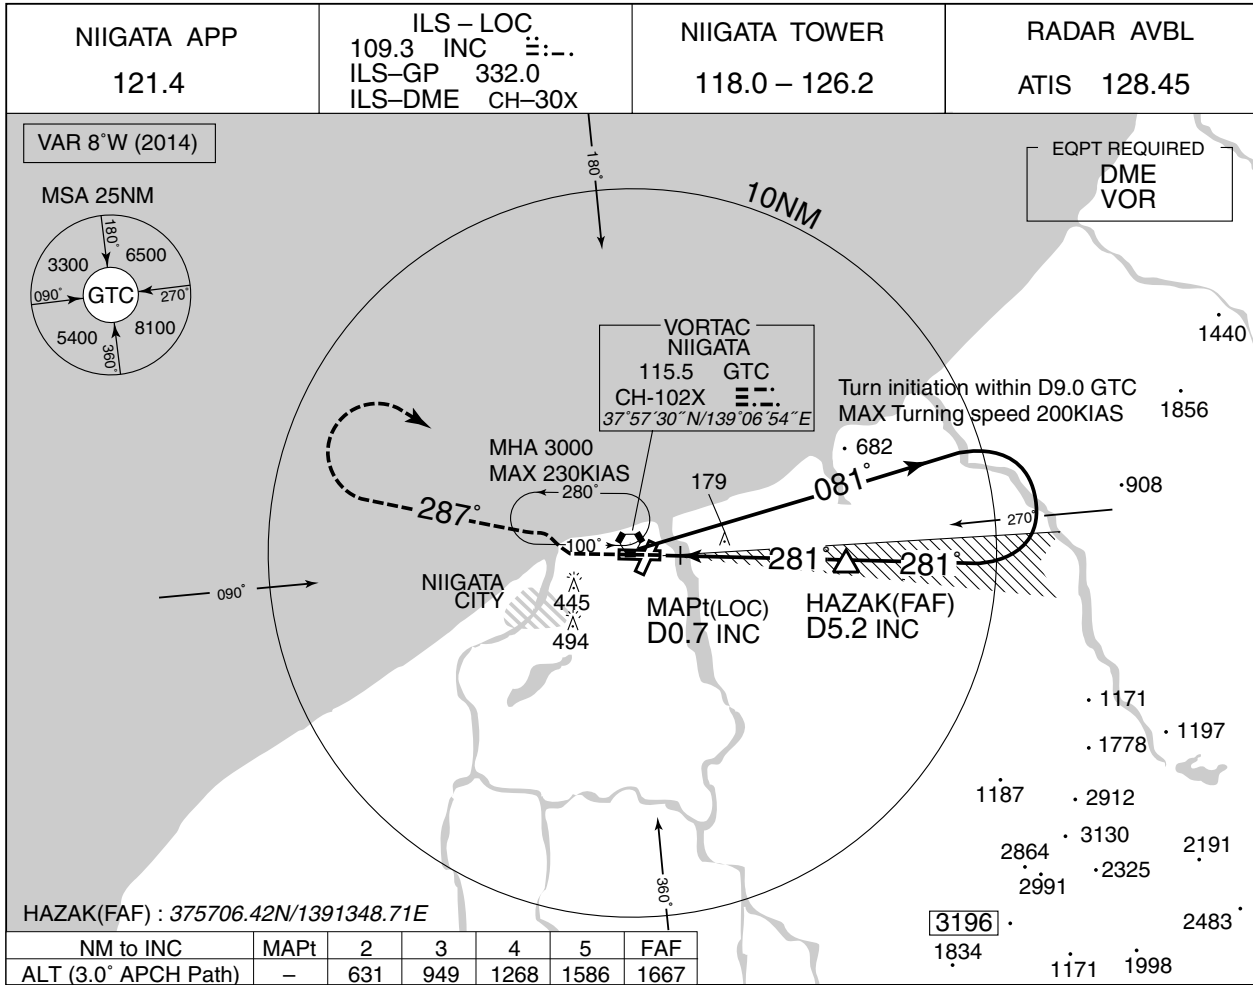 NIIGATA APP
121.4
ILS – LOC
109.3 INC
ILS–GP 332.0
ILS–DME CH–30X
NIIGATA TOWER
118.0 – 126.2
RADAR AVBL
ATIS 128.45
VAR 8°W (2014)
EQPT REQUIRED
DME
VOR
MSA 25NM
180°
3300
6500
090°
GTC
270°
5400
8100
360°
180°
10NM
VORTAC
NIIGATA
115.5 GTC
CH-102X
37°57′30″N/139°06′54″E
1440
Turn initiation within D9.0 GTC
MAX Turning speed 200KIAS
1856
MHA 3000
MAX 230KIAS
682
179
081°
908
280°
287°
270°
100°
281°
281°
090°
NIIGATA
CITY
445
494
MAPt(LOC)
D0.7 INC
HAZAK(FAF)
D5.2 INC
1171
1197
1778
1187
2912
3130
2864
2191
2325
2991
360°
3196
2483
1834
1171
1998
HAZAK(FAF) : 375706.42N/1391348.71E
NM to INC MAPt 2 3 4 5 FAF
ALT (3.0° APCH Path) – 631 949 1268 1586 1667